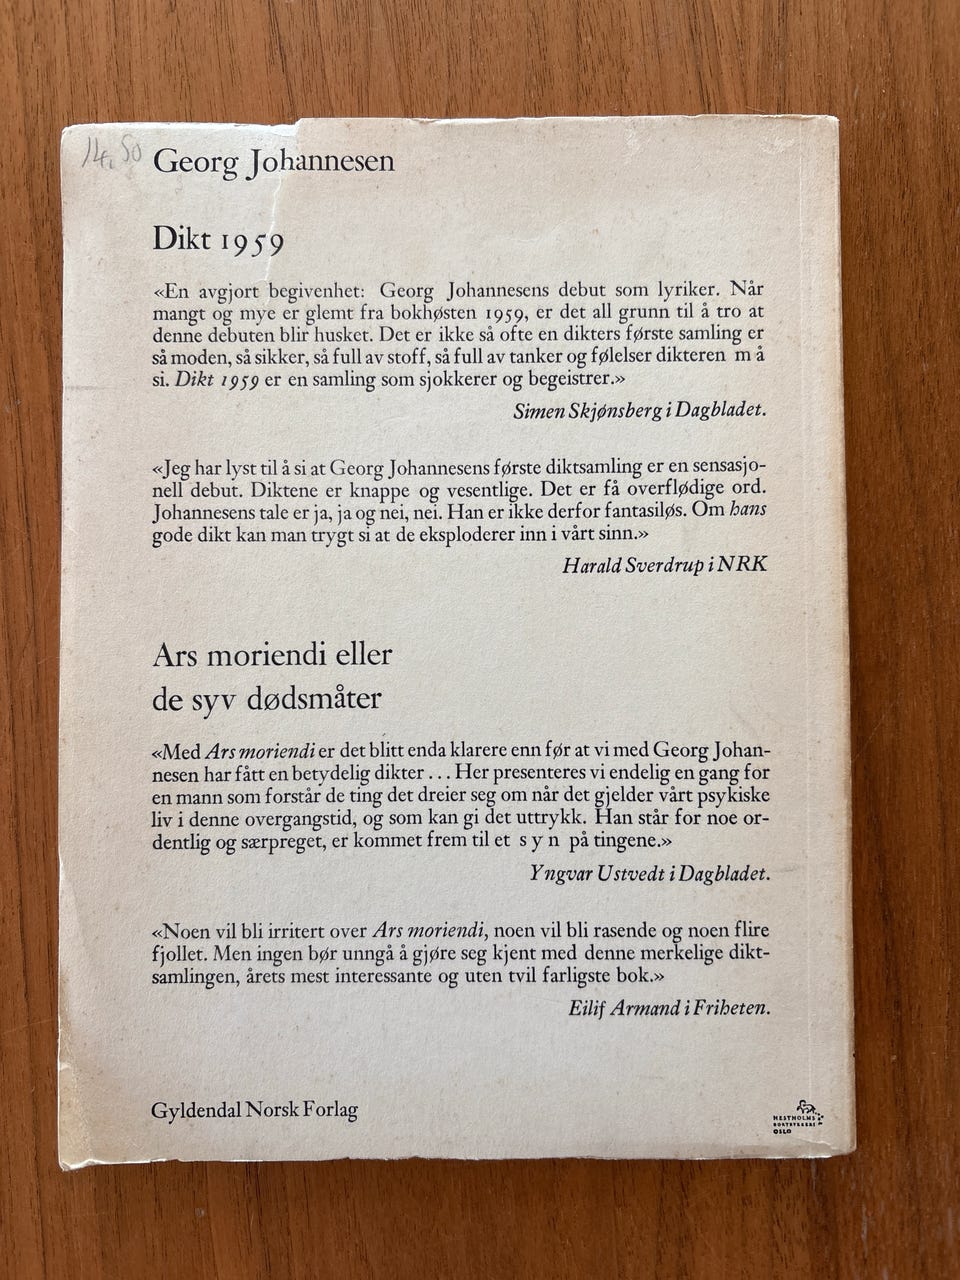 14.50
Georg Johannesen
Dikt 1959
«En avgjort begivenhet: Georg Johannesens debut som lyriker. Når
mangt og mye er glemt fra bokhøsten 1959, er det all grunn til å tro at
denne debuten blir husket. Det er ikke så ofte en dikters første samling er
så moden, så sikker, så full av stoff, så full av tanker og følelser dikteren m å
si. Dikt 1959 er en samling som sjokkerer og begeistrer.»
Simen Skjønsberg i Dagbladet.
«Jeg har lyst til å si at Georg Johannesens første diktsamling er en sensasjo-
nell debut. Diktene er knappe og vesentlige. Det er få overflødige ord.
Johannesens tale er ja, ja og nei, nei. Han er ikke derfor fantasiløs. Om hans
gode dikt kan man trygt si at de eksploderer inn i vårt sinn.»
Harald Sverdrup i NRK
Ars moriendi eller
de syv dødsmåter
«Med Ars moriendi er det blitt enda klarere enn før at vi med Georg Johan-
nesen har fått en betydelig dikter ... Her presenteres vi endelig en gang for
en mann som forstår de ting det dreier seg om når det gjelder vårt psykiske
liv i denne overgangstid, og som kan gi det uttrykk. Han står for noe or-
dentlig og særpreget, er kommet frem til et s y n på tingene.»
Yngvar Ustvedt i Dagbladet.
«Noen vil bli irritert over Ars moriendi, noen vil bli rasende og noen flire
fjollet. Men ingen bør unngå å gjøre seg kjent med denne merkelige dikt-
samlingen, årets mest interessante og uten tvil farligste bok.»
Eilif Armand i Friheten.
Gyldendal Norsk Forlag
HESTHOLMS
BOKTRYKKERI
OSLO